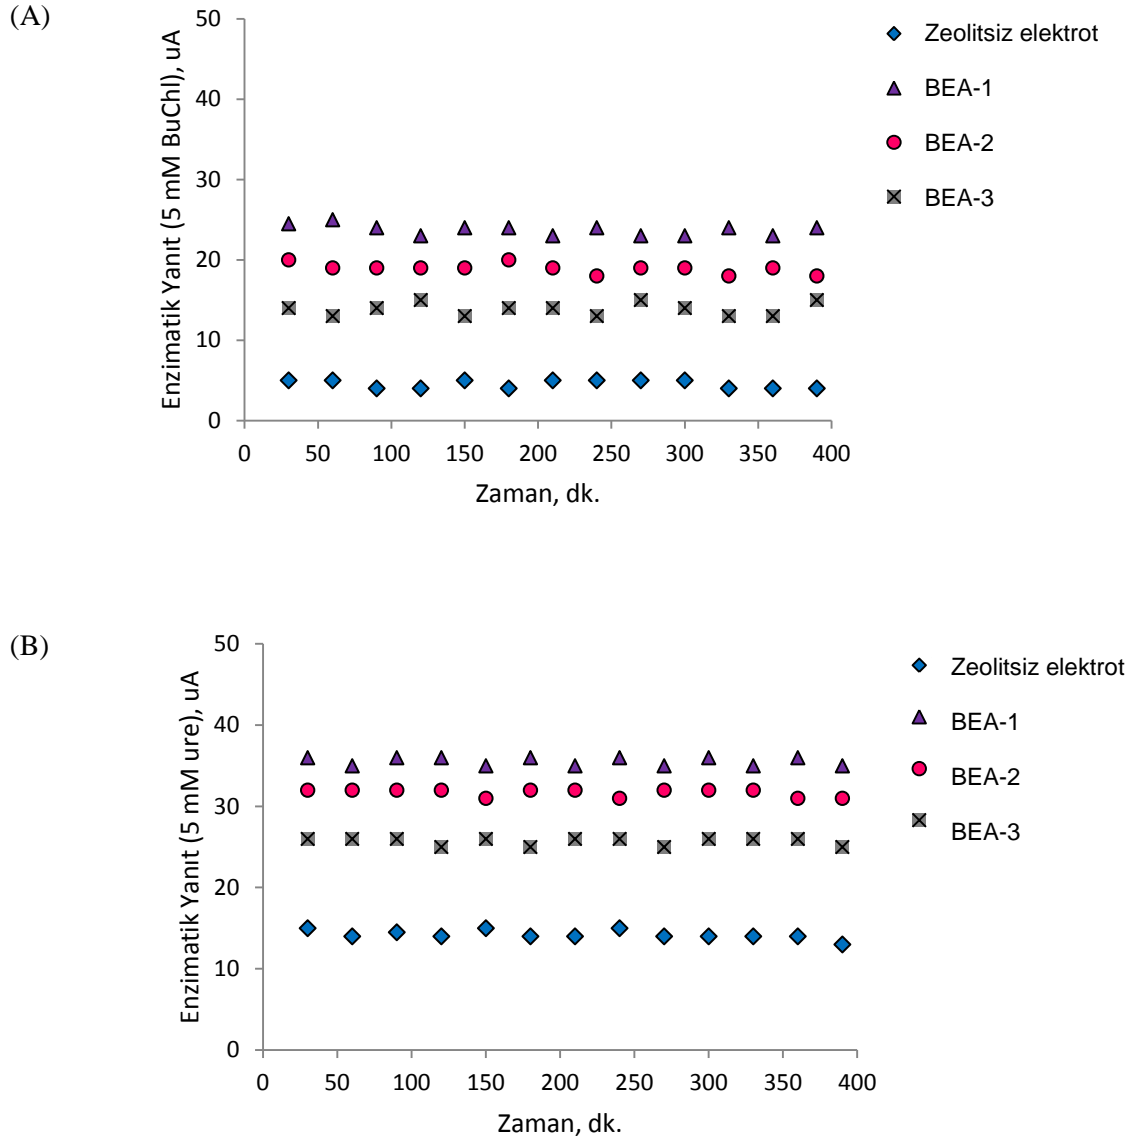 (A)
Enzimatik Yanıt (5 mM BuChl), uA
50
40
30
20
10
0
0 50 100 150 200 250 300 350 400
Zaman, dk.
Zeolitsiz elektrot
BEA-1
BEA-2
BEA-3
(B)
Enzimatik Yanıt (5 mM ure), uA
50
40
30
20
10
0
0 50 100 150 200 250 300 350 400
Zaman, dk.
Zeolitsiz elektrot
BEA-1
BEA-2
BEA-3